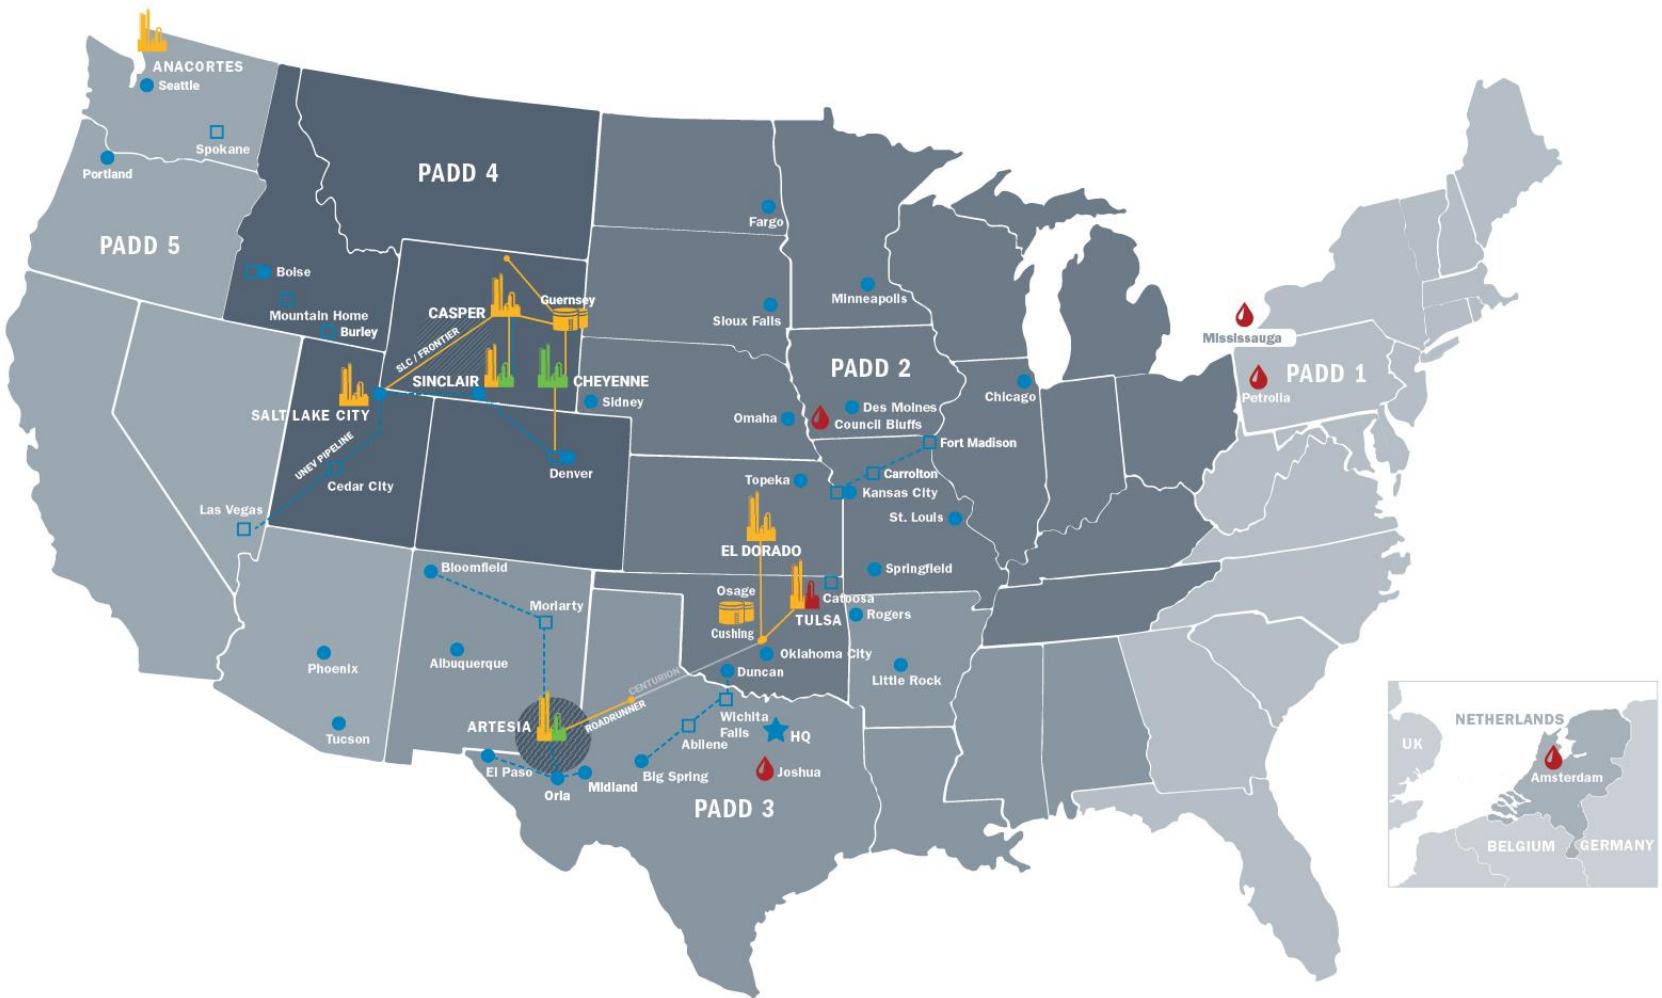 ANACORTES
Seattle
Spokane
Portland
PADD 4
PADD 5
Fargo
Boise
Mountain Home
Burley
CASPER
Guernsey
SLC / FRONTIER
SINCLAIR
CHEYENNE
Sidney
SALT LAKE CITY
UNEV PIPELINE
Cedar City
Las Vegas
Denver
Minneapolis
Sioux Falls
PADD 2
Omaha
Des Moines
Council Bluffs
Chicago
Fort Madison
Carrolton
Topeka
Kansas City
St. Louis
EL DORADO
Springfield
Mississauga
PADD 1
Petrolia
Bloomfield
Moriarty
Osage
Cushing
Catoosa
TULSA
Rogers
Phoenix
Albuquerque
Oklahoma City
Duncan
Little Rock
CENTURION
ROADRUNNER
Tucson
ARTESIA
Wichita
Falls
Abilene
HQ
El Paso
Orla
Midland
Big Spring
Joshua
PADD 3
NETHERLANDS
UK
Amsterdam
BELGIUM
GERMANY